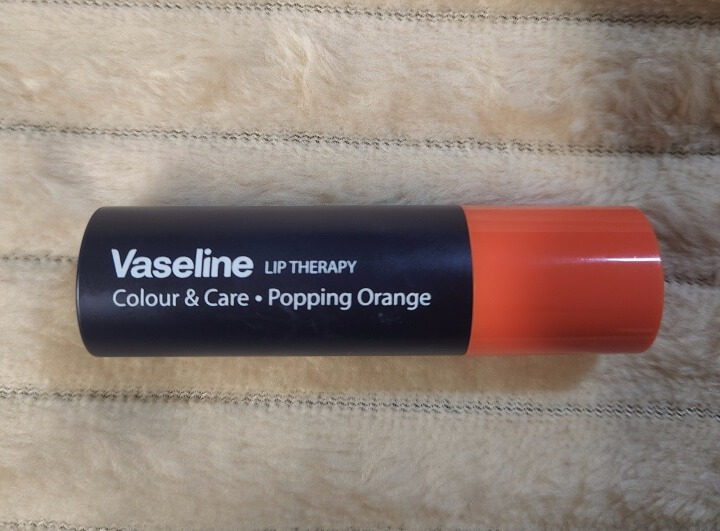 Vaseline LIP THERAPY
Colour & Care • Popping Orange